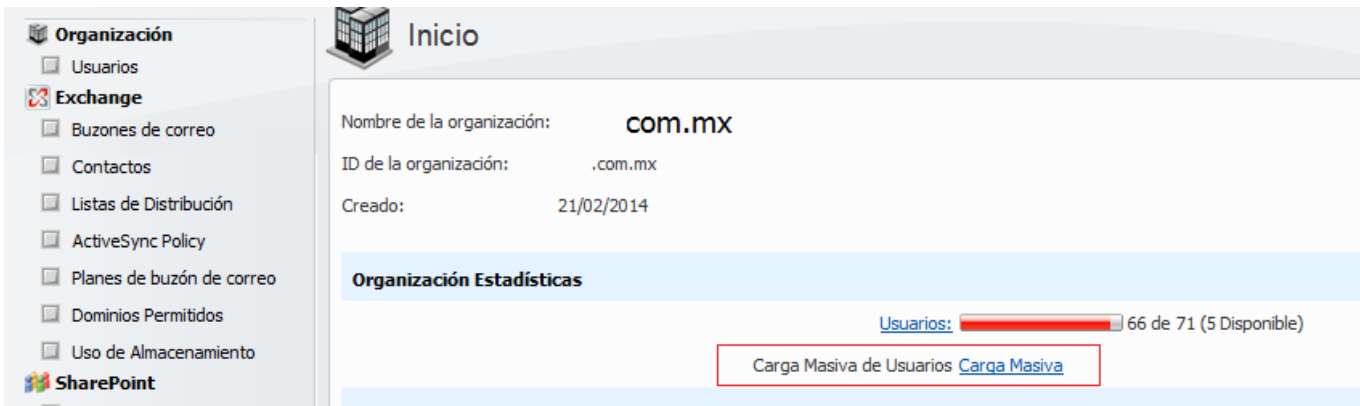 Organización
Usuarios
Exchange
Buzones de correo
Contactos
Listas de Distribución
ActiveSync Policy
Planes de buzón de correo
Dominios Permitidos
Uso de Almacenamiento
SharePoint
Inicio
Nombre de la organización: com.mx
ID de la organización: .com.mx
Creado: 21/02/2014
Organización Estadísticas
Usuarios: 66 de 71 (5 Disponible)
Carga Masiva de Usuarios Carga Masiva